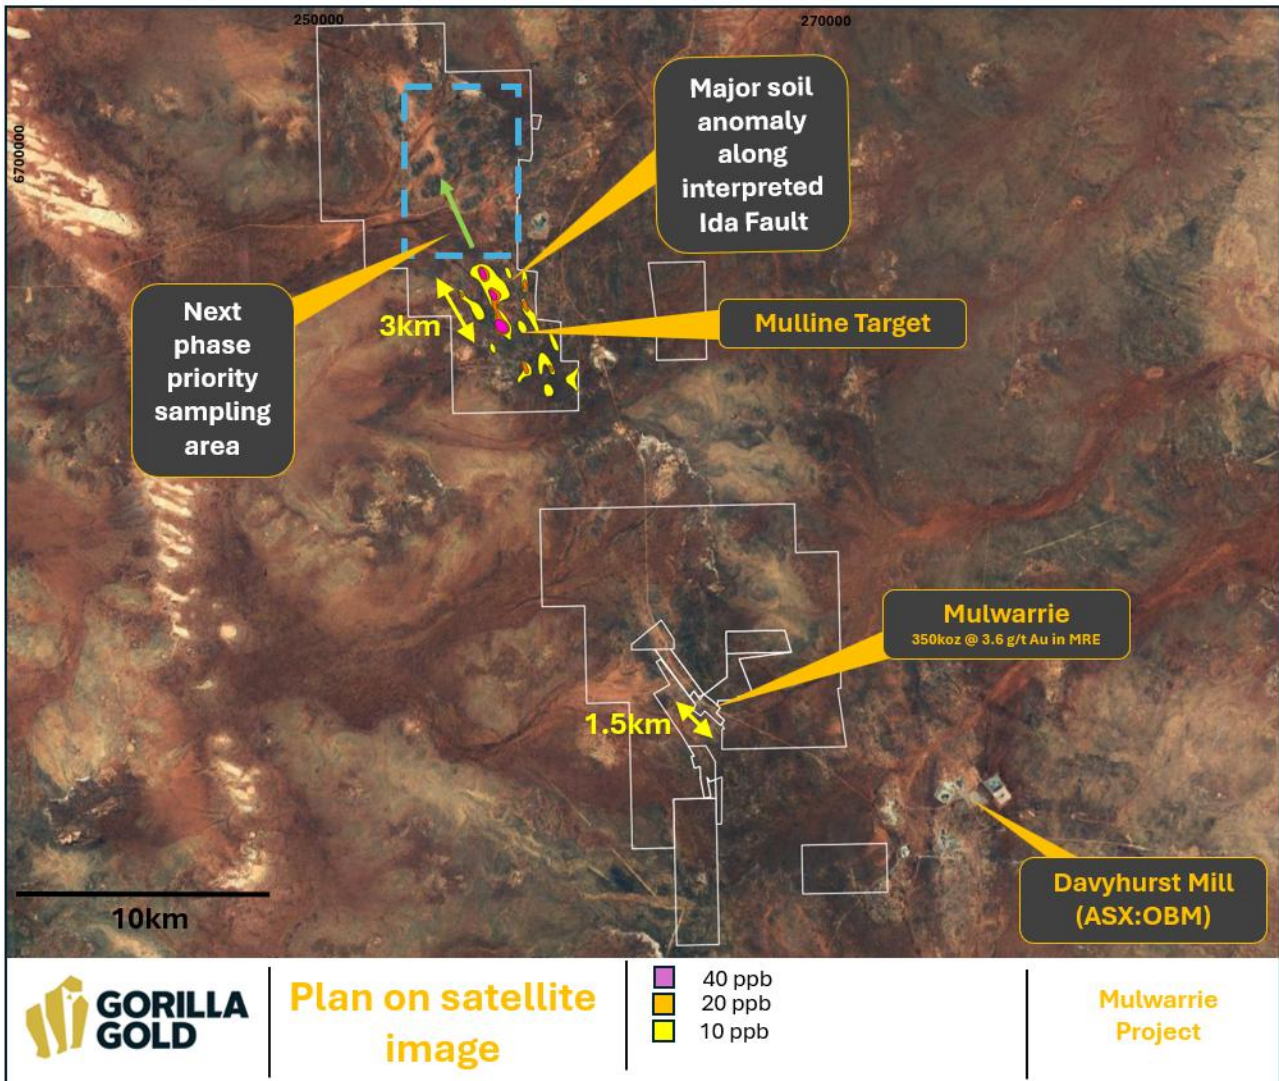 250000
270000
6700000
Major soil
anomaly
along
interpreted
Ida Fault
Next
phase
priority
sampling
area
3km
Mulline Target
Mulwarrie
350koz @ 3.6 g/t Au in MRE
1.5km
Davyhurst Mill
(ASX:OBM)
10km
GORILLA
GOLD
Plan on satellite
image
40 ppb
20 ppb
10 ppb
Mulwarrie
Project